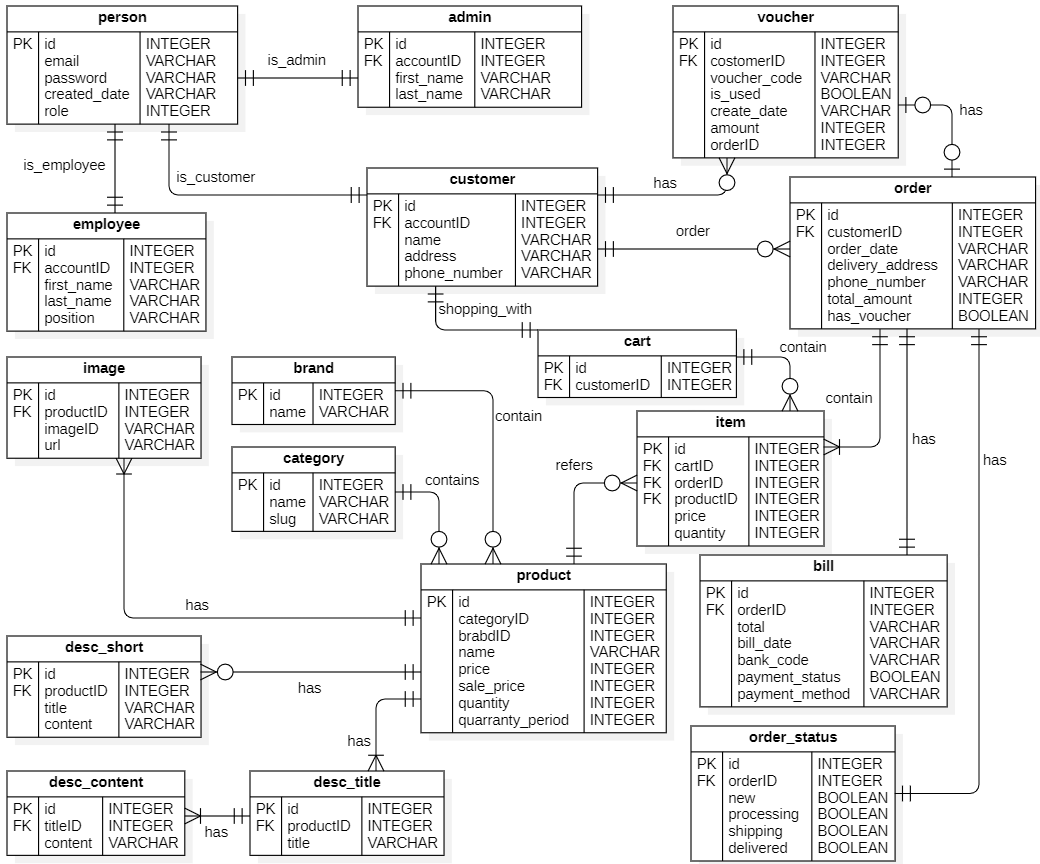 person
PK id INTEGER
email VARCHAR
password VARCHAR
created_date VARCHAR
role INTEGER
is_admin
admin
PK id INTEGER
FK accountID INTEGER
first_name VARCHAR
last_name VARCHAR
voucher
PK id INTEGER
FK costomerID INTEGER
voucher_code VARCHAR
is_used BOOLEAN
create_date VARCHAR
amount INTEGER
orderID INTEGER
has
is_employee
is_customer
customer
PK id INTEGER
FK accountID INTEGER
name VARCHAR
address VARCHAR
phone_number VARCHAR
has
order
order
PK id INTEGER
FK customerID INTEGER
order_date VARCHAR
delivery_address VARCHAR
phone_number VARCHAR
total_amount INTEGER
has_voucher BOOLEAN
employee
PK id INTEGER
FK accountID INTEGER
first_name VARCHAR
last_name VARCHAR
position VARCHAR
shopping_with
cart
PK id INTEGER
FK customerID INTEGER
contain
contain
has
has
image
PK id INTEGER
FK productID INTEGER
imageID VARCHAR
url VARCHAR
brand
PK id INTEGER
name VARCHAR
contain
category
PK id INTEGER
name VARCHAR
slug VARCHAR
contains
refers
item
PK id INTEGER
FK cartID INTEGER
FK orderID INTEGER
FK productID INTEGER
price INTEGER
quantity INTEGER
bill
PK id INTEGER
FK orderID INTEGER
total VARCHAR
bill_date VARCHAR
bank_code VARCHAR
payment_status BOOLEAN
payment_method VARCHAR
product
PK id INTEGER
categoryID INTEGER
brabdID INTEGER
name VARCHAR
price INTEGER
sale_price INTEGER
quantity INTEGER
quarranty_period INTEGER
has
desc_short
PK id INTEGER
FK productID INTEGER
title VARCHAR
content VARCHAR
has
has
order_status
PK id INTEGER
FK orderID INTEGER
new BOOLEAN
processing BOOLEAN
shipping BOOLEAN
delivered BOOLEAN
desc_content
PK id INTEGER
FK titleID INTEGER
content VARCHAR
has
desc_title
PK id INTEGER
FK productID INTEGER
title VARCHAR